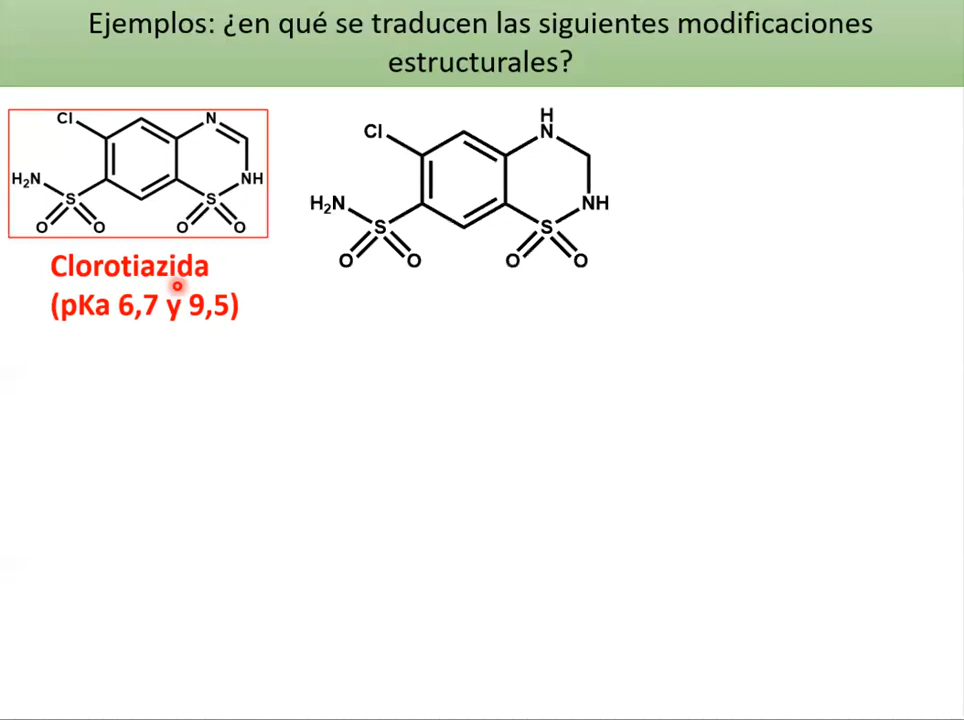 Ejemplos: ¿en qué se traducen las siguientes modificaciones
estructurales?
Cl
N
H₂N
S
NH
S
O
O
O
O
H
N
Cl
H₂N
S
NH
S
O
O
O
O
Clorotiazida
(pKa 6,7 y 9,5)